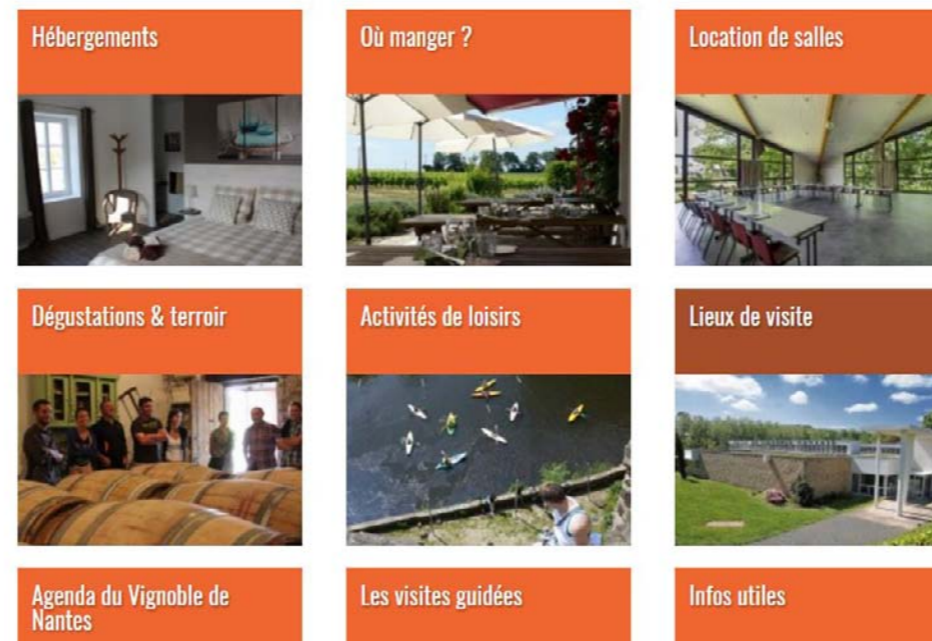 Hébergements
Où manger ?
Location de salles
Dégustations & terroir
Activités de loisirs
Lieux de visite
Agenda du Vignoble de
Nantes
Les visites guidées
Infos utiles